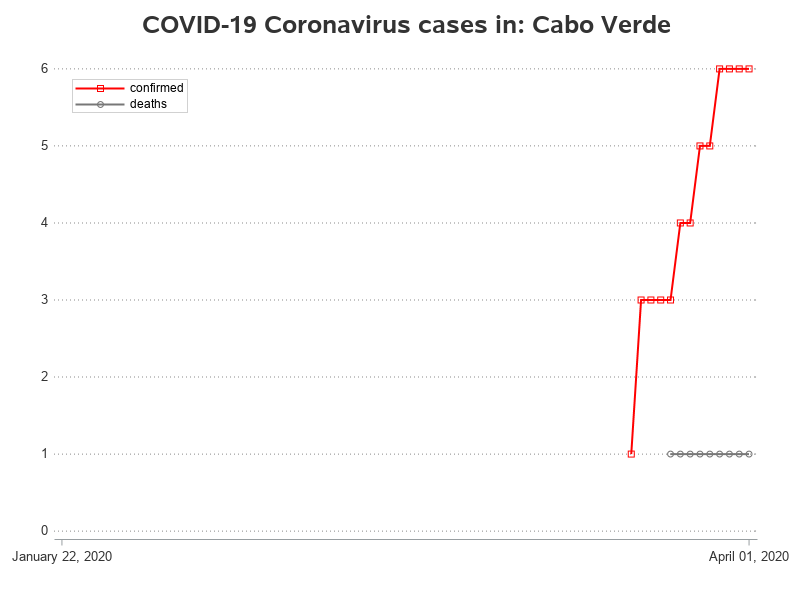 COVID-19 Coronavirus cases in: Cabo Verde
6
confirmed
deaths
5
4
3
2
1
0
January 22, 2020
April 01, 2020